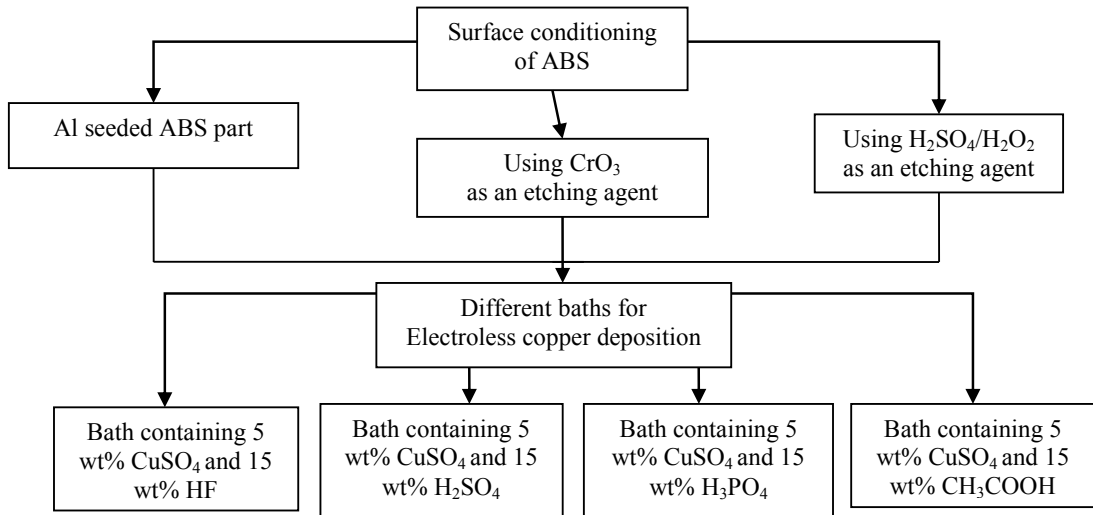 Surface conditioning
of ABS
Al seeded ABS part
Using CrO₃
as an etching agent
Using H₂SO₄/H₂O₂
as an etching agent
Different baths for
Electroless copper deposition
Bath containing 5
wt% CuSO₄ and 15
wt% HF
Bath containing 5
wt% CuSO₄ and 15
wt% H₂SO₄
Bath containing 5
wt% CuSO₄ and 15
wt% H₃PO₄
Bath containing 5
wt% CuSO₄ and 15
wt% CH₃COOH